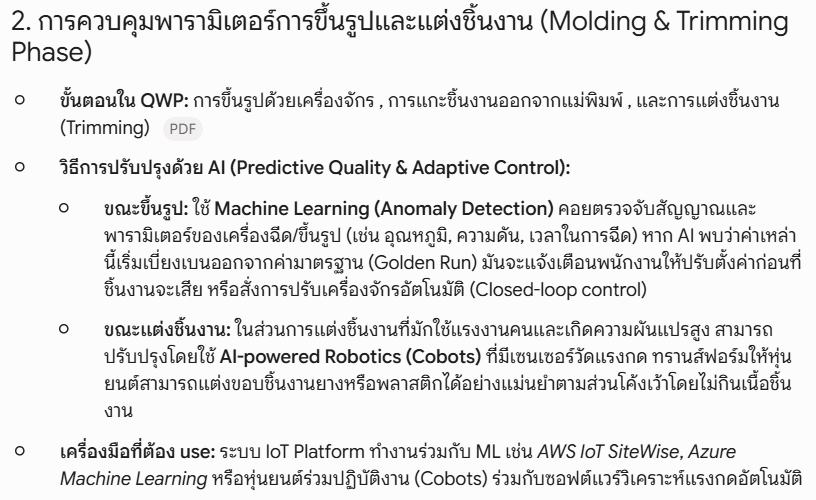 2. การควบคุมพารามิเตอร์การขึ้นรูปและแต่งชิ้นงาน (Molding & Trimming
Phase)
ขั้นตอนใน QWP: การขึ้นรูปด้วยเครื่องจักร , การแกะชิ้นงานออกจากแม่พิมพ์ , และการแต่งชิ้นงาน
(Trimming) PDF
วิธีการปรับปรุงด้วย AI (Predictive Quality & Adaptive Control):
ขณะขึ้นรูป: ใช้ Machine Learning (Anomaly Detection) คอยตรวจจับสัญญาณและ
พารามิเตอร์ของเครื่องฉีด/ขึ้นรูป (เช่น อุณหภูมิ, ความดัน, เวลาในการฉีด) หาก AI พบว่าค่าเหล่า
นี้เริ่มเบี่ยงเบนออกจากค่ามาตรฐาน (Golden Run) มันจะแจ้งเตือนพนักงานให้ปรับตั้งค่าก่อนที่
ชิ้นงานจะเสีย หรือสั่งการปรับเครื่องจักรอัตโนมัติ (Closed-loop control)
ขณะแต่งชิ้นงาน: ในส่วนการแต่งชิ้นงานที่มักใช้แรงงานคนและเกิดความผันแปรสูง สามารถ
ปรับปรุงโดยใช้ AI-powered Robotics (Cobots) ที่มีเซนเซอร์วัดแรงกด ทรานส์ฟอร์มให้หุ่น
ยนต์สามารถแต่งขอบชิ้นงานยางหรือพลาสติกได้อย่างแม่นยำตามส่วนโค้งเว้าโดยไม่กินเนื้อชิ้น
งาน
เครื่องมือที่ต้อง use: ระบบ IoT Platform ทำงานร่วมกับ ML เช่น AWS IoT SiteWise, Azure
Machine Learning หรือหุ่นยนต์ร่วมปฏิบัติงาน (Cobots) ร่วมกับซอฟต์แวร์วิเคราะห์แรงกดอัตโนมัติ